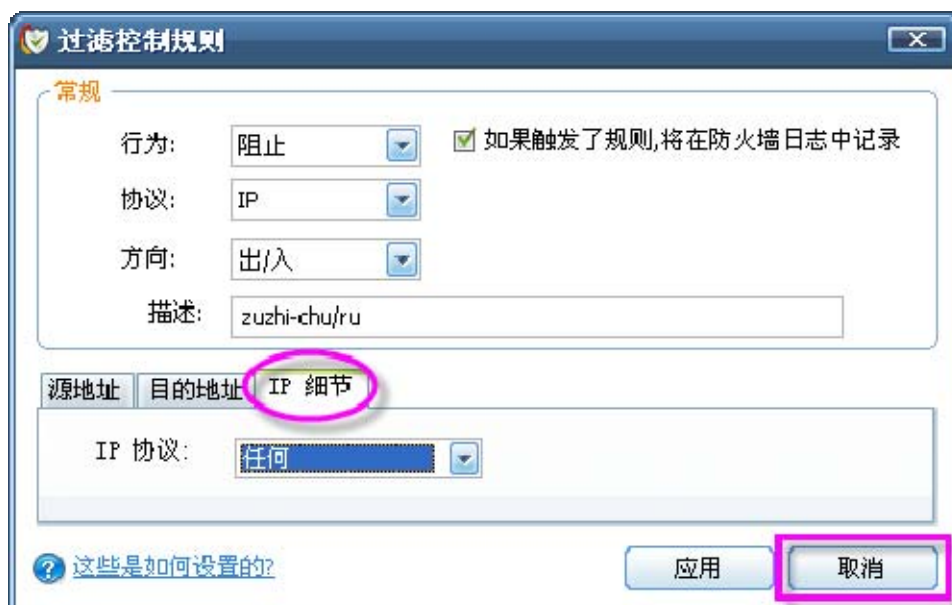 过滤控制规则
常规
行为: 阻止 如果触发了规则,将在防火墙日志中记录
协议: IP
方向: 出/入
描述: zuzhi-chu/ru
源地址 目的地址 IP 细节
IP 协议: 任何
这些是如何设置的? 应用 取消